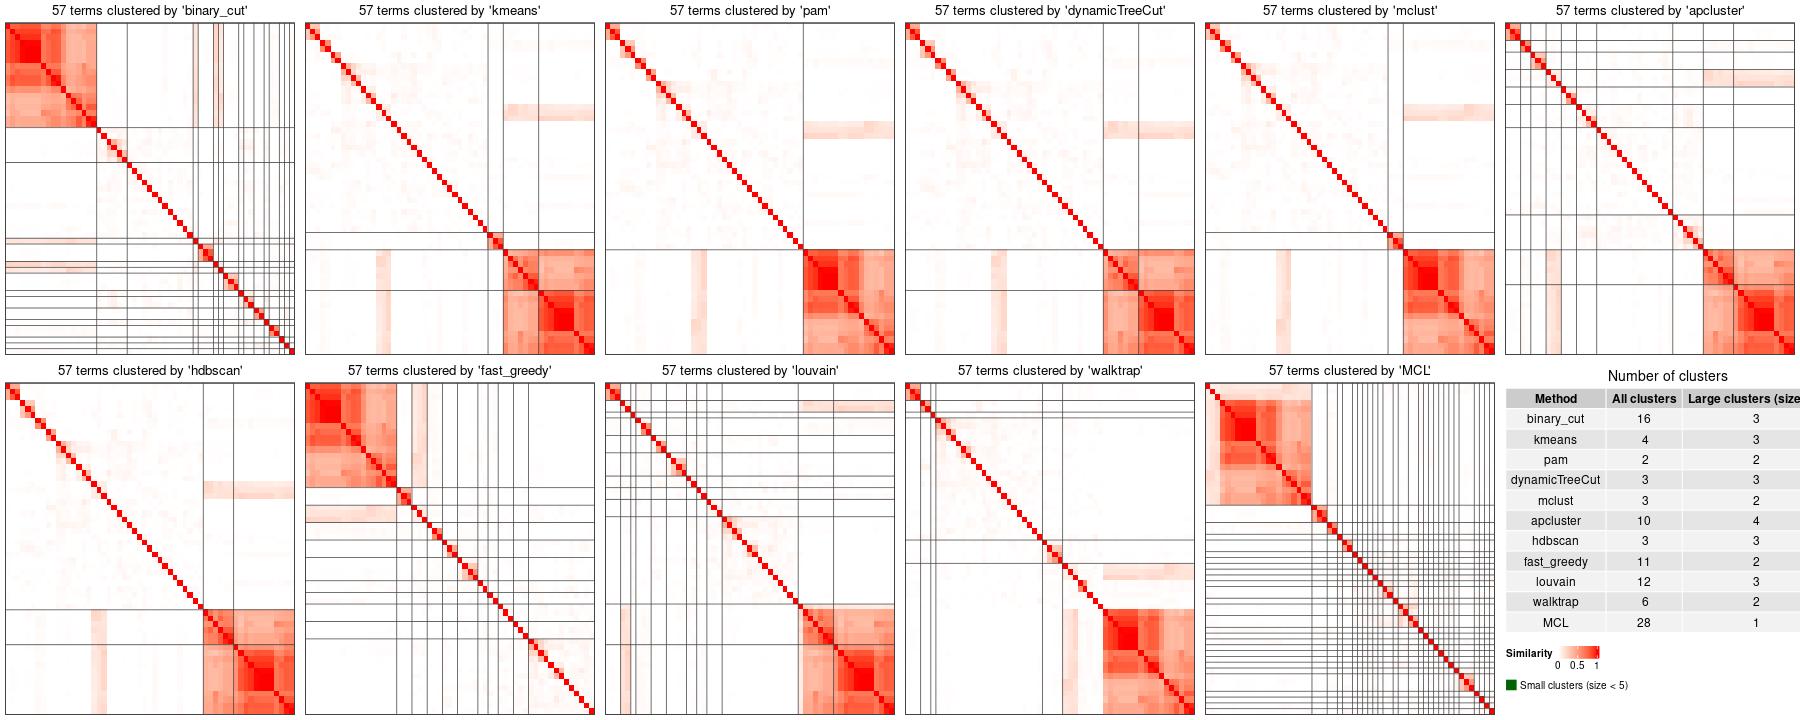 57 terms clustered by 'binary_cut'
57 terms clustered by 'kmeans'
57 terms clustered by 'pam'
57 terms clustered by 'dynamicTreeCut'
57 terms clustered by 'mclust'
57 terms clustered by 'apcluster'
57 terms clustered by 'hdbscan'
57 terms clustered by 'fast_greedy'
57 terms clustered by 'louvain'
57 terms clustered by 'walktrap'
57 terms clustered by 'MCL'
Number of clusters
Method All clusters Large clusters (size
binary_cut 16 3
kmeans 4 3
pam 2 2
dynamicTreeCut 3 3
mclust 3 2
apcluster 10 4
hdbscan 3 3
fast_greedy 11 2
louvain 12 3
walktrap 6 2
MCL 28 1
Similarity
0 0.5 1
Small clusters (size < 5)